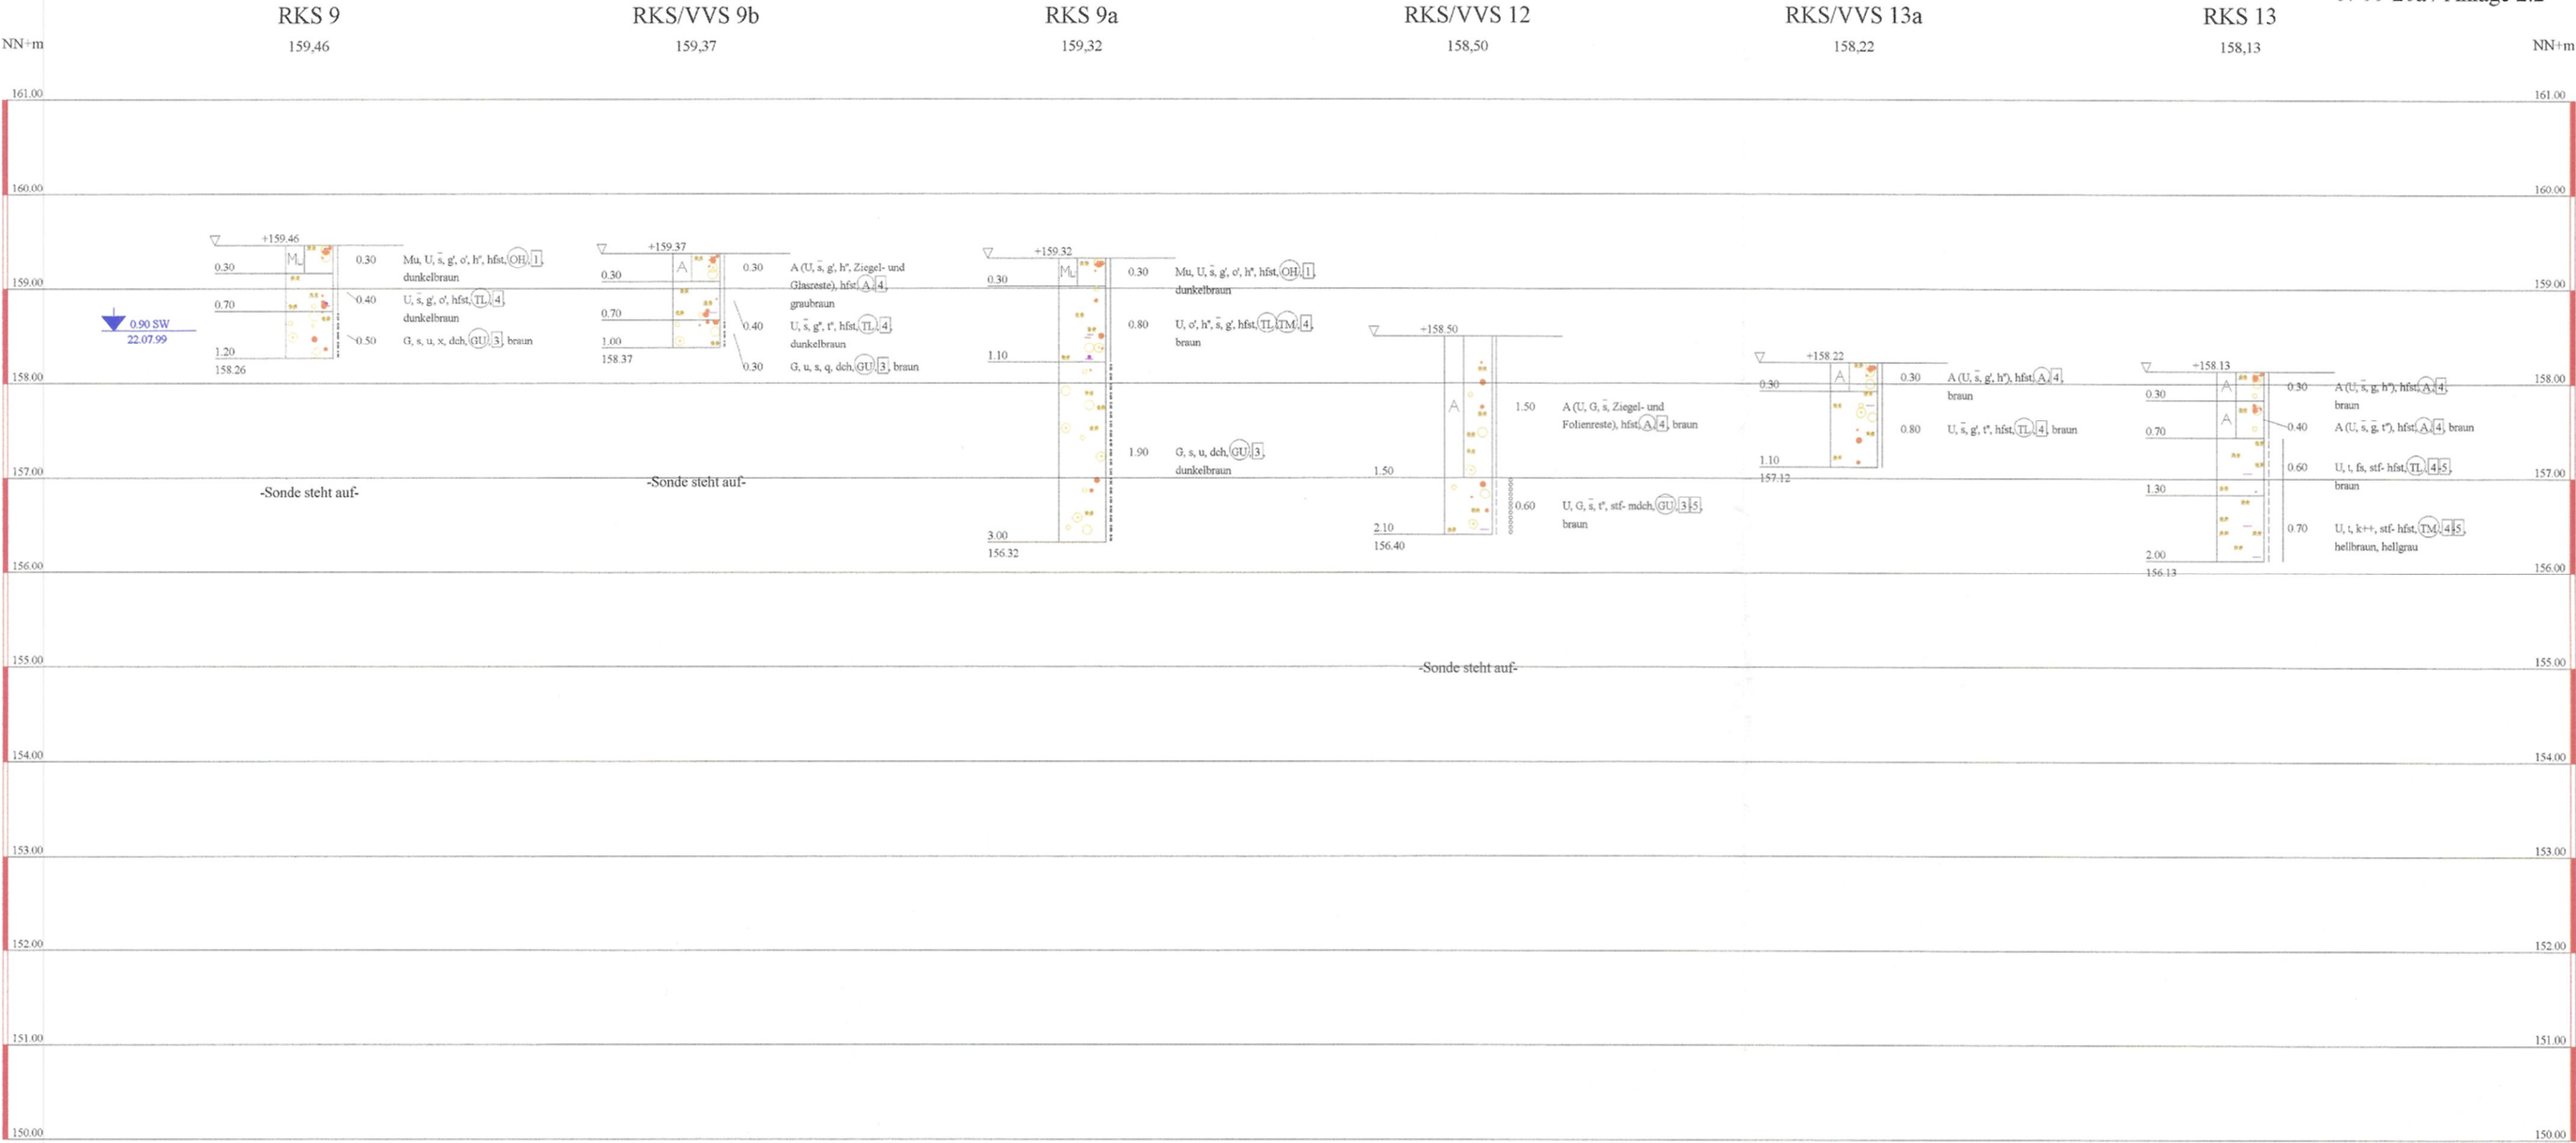 RKS 9
159,46
RKS/VVS 9b
159,37
RKS 9a
159,32
RKS/VVS 12
158,50
RKS/VVS 13a
158,22
RKS 13
158,13
NN+m
NN+m
161.00
160.00
159.00
158.00
157.00
156.00
155.00
154.00
153.00
152.00
151.00
150.00
0.90 SW
22.07.99
+159.46
0.30
0.70
1.20
158.26
Mu
0.30
Mu, U, s̄, g', o', h", hfst, OH, 1,
dunkelbraun
0.40
U, s̄, g', o', hfst, TL, 4,
dunkelbraun
0.50
G, s, u, x, dch, GU, 3, braun
-Sonde steht auf-
+159.37
0.30
0.70
1.00
158.37
A
0.30
A (U, s̄, g', h", Ziegel- und
Glasreste), hfst, A, 4,
graubraun
0.40
U, s̄, g", t", hfst, TL, 4,
dunkelbraun
0.30
G, u, s, q, dch, GU, 3, braun
-Sonde steht auf-
+159.32
0.30
1.10
3.00
156.32
Mu
0.30
Mu, U, s̄, g', o', h", hfst, OH, 1,
dunkelbraun
0.80
U, o', h", s̄, g', hfst, TL, TM, 4,
braun
1.90
G, s, u, dch, GU, 3,
dunkelbraun
+158.50
1.50
2.10
156.40
A
1.50
A (U, G, s̄, Ziegel- und
Folienreste), hfst, A, 4, braun
0.60
U, G, s̄, t", stf- mdch, GU, 3-5,
braun
-Sonde steht auf-
+158.22
0.30
1.10
157.12
A
0.30
A (U, s̄, g', h"), hfst, A, 4,
braun
0.80
U, s̄, g', t", hfst, TL, 4, braun
+158.13
0.30
0.70
1.30
2.00
156.13
A
A
0.30
A (U, s̄, g, h"), hfst, A, 4,
braun
0.40
A (U, s̄, ḡ, t"), hfst, A, 4, braun
0.60
U, t, fs, stf- hfst, TL, 4-5,
braun
0.70
U, t, k++, stf- hfst, TM, 4-5,
hellbraun, hellgrau
161.00
160.00
159.00
158.00
157.00
156.00
155.00
154.00
153.00
152.00
151.00
150.00